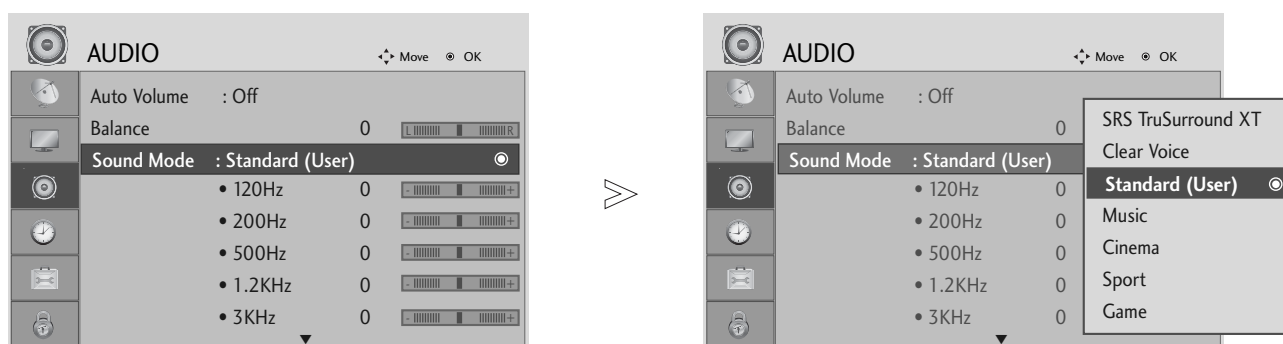 AUDIO
Move OK
Auto Volume : Off
Balance 0 L R
Sound Mode : Standard (User)
• 120Hz 0 - +
• 200Hz 0 - +
• 500Hz 0 - +
• 1.2KHz 0 - +
• 3KHz 0 - +
AUDIO
Move OK
Auto Volume : Off
Balance 0
Sound Mode : Standard (User)
• 120Hz 0
• 200Hz 0
• 500Hz 0
• 1.2KHz 0
• 3KHz 0
SRS TruSurround XT
Clear Voice
Standard (User)
Music
Cinema
Sport
Game